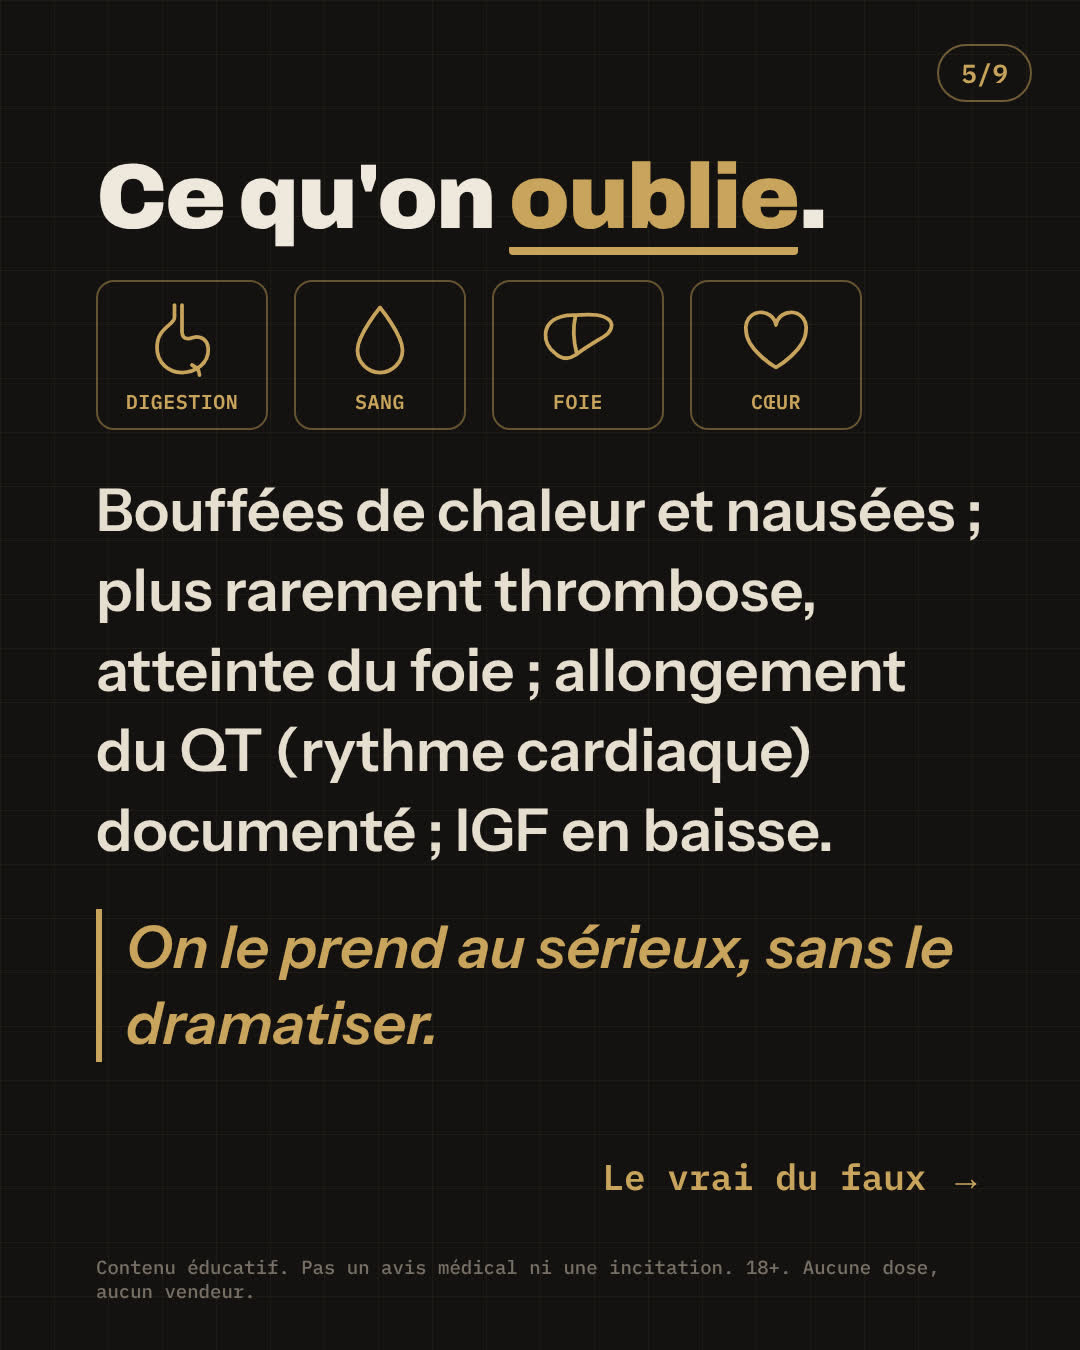 5/9
Ce qu'on oublie.
DIGESTION
SANG
FOIE
CŒUR
Bouffées de chaleur et nausées ;
plus rarement thrombose,
atteinte du foie ; allongement
du QT (rythme cardiaque)
documenté ; IGF en baisse.
On le prend au sérieux, sans le
dramatiser.
Le vrai du faux →
Contenu éducatif. Pas un avis médical ni une incitation. 18+. Aucune dose,
aucun vendeur.